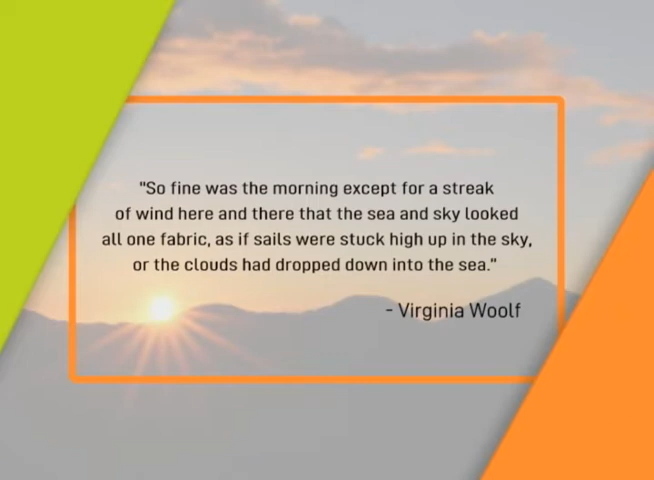 "So fine was the morning except for a streak
of wind here and there that the sea and sky looked
all one fabric, as if sails were stuck high up in the sky,
or the clouds had dropped down into the sea."
- Virginia Woolf